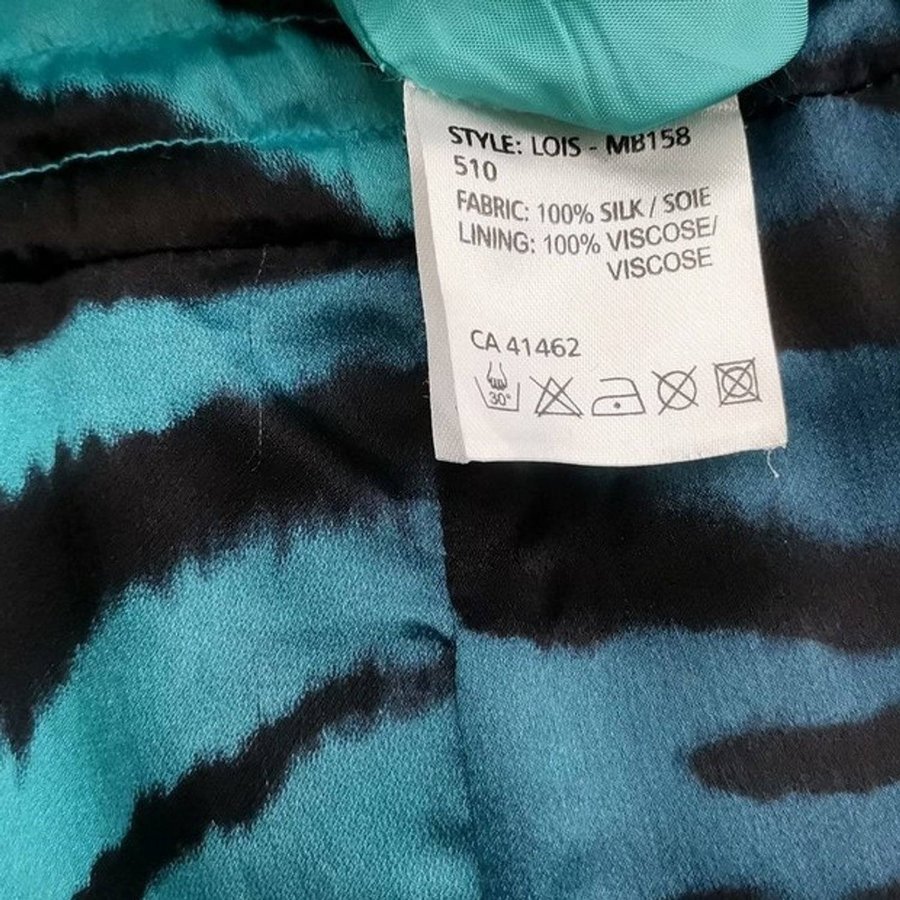 STYLE: LOIS - MB158
510
FABRIC: 100% SILK / SOIE
LINING: 100% VISCOSE/
VISCOSE
CA 41462
30°